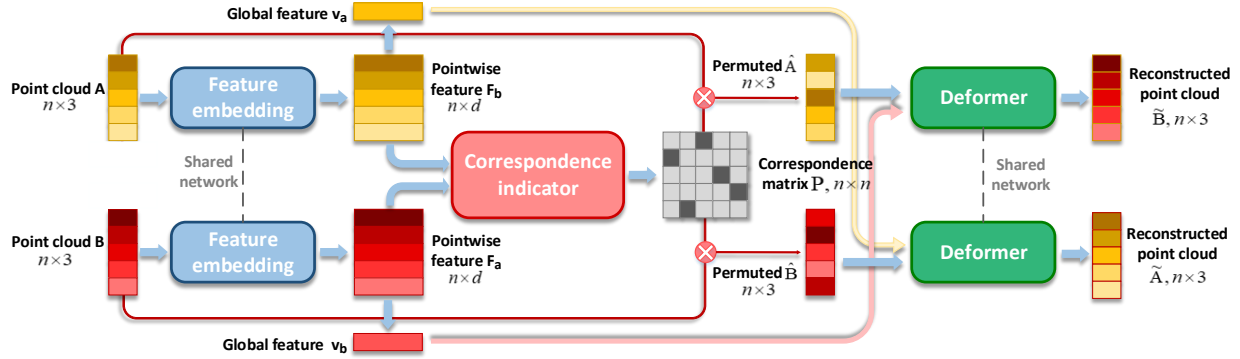 Global feature v_a
Point cloud A
n×3
Feature
embedding
Pointwise
feature F_b
n×d
Permuted Â
n×3
Deformer
Reconstructed
point cloud
B̃, n×3
Shared
network
Correspondence
indicator
Correspondence
matrix P, n×n
Shared
network
Point cloud B
n×3
Feature
embedding
Pointwise
feature F_a
n×d
Permuted B̂
n×3
Deformer
Reconstructed
point cloud
Ã, n×3
Global feature v_b